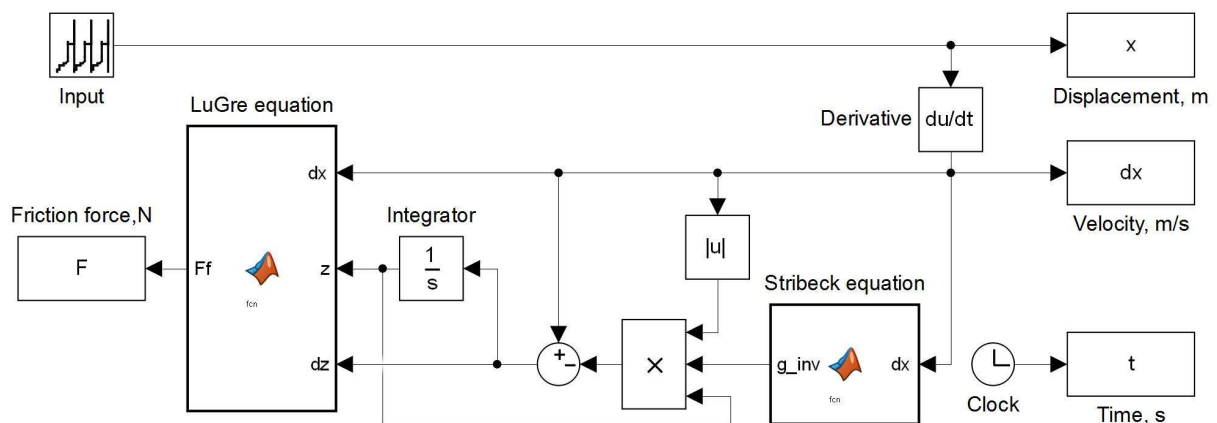 x
Input
Displacement, m
LuGre equation
Derivative
du/dt
dx
dx
Friction force,N
Integrator
Velocity, m/s
|u|
F
Ff
z
1
s
fcn
Stribeck equation
dz
+
−
×
g_inv
dx
t
fcn
Clock
Time, s